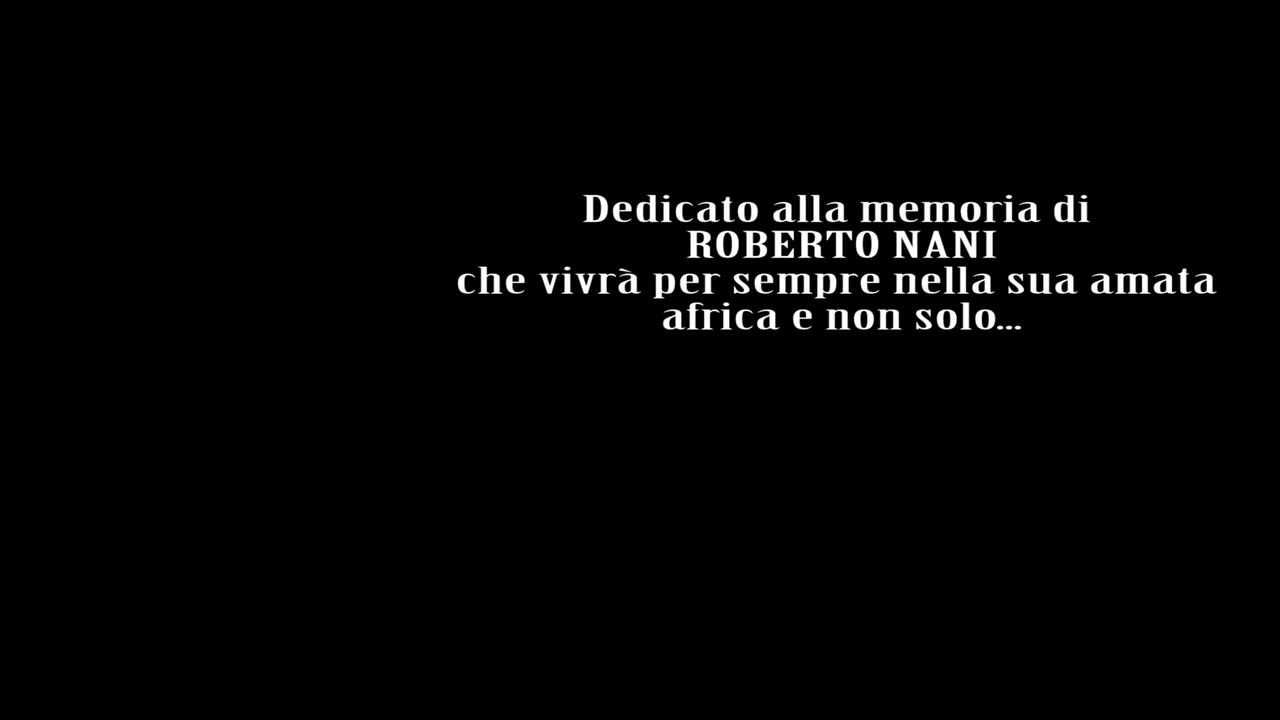 Dedicato alla memoria di
ROBERTO NANI
che vivrà per sempre nella sua amata
africa e non solo...